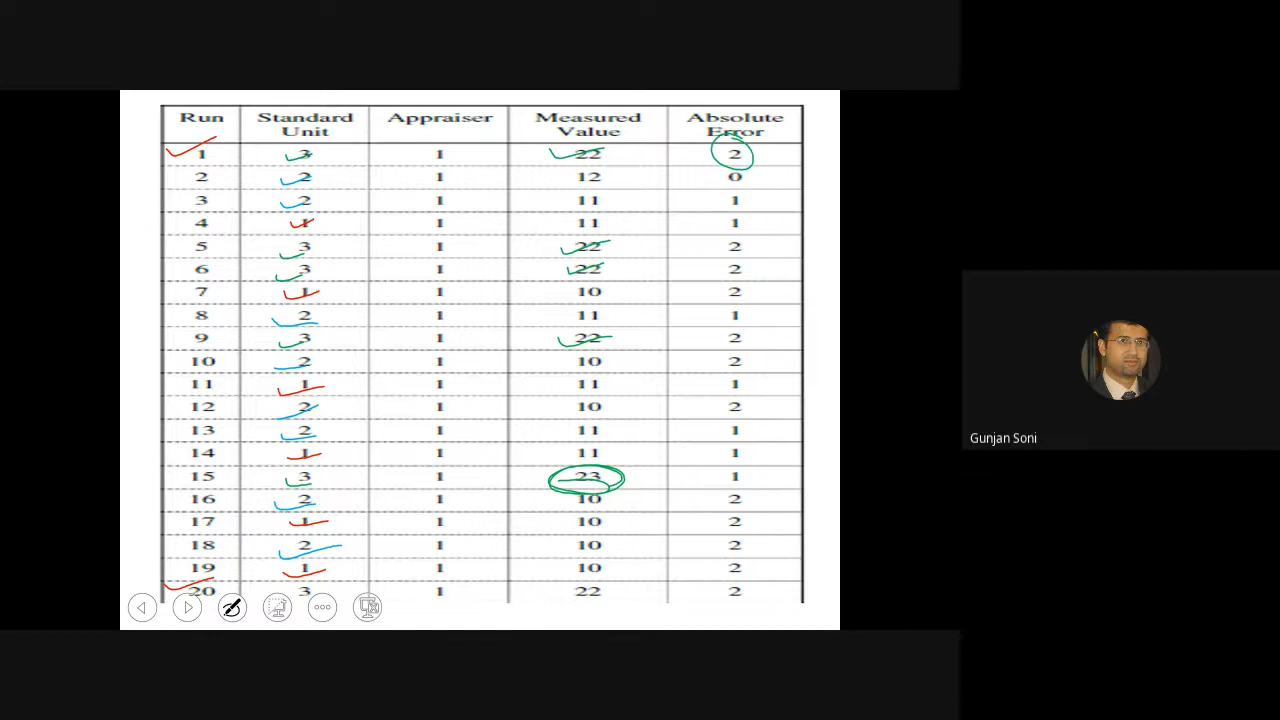 Run Standard Unit Appraiser Measured Value Absolute Error
1 3 1 22 2
2 2 1 12 0
3 2 1 11 1
4 1 1 11 1
5 3 1 22 2
6 3 1 22 2
7 1 1 10 2
8 2 1 11 1
9 3 1 22 2
10 2 1 10 2
11 1 1 11 1
12 2 1 10 2
13 2 1 11 1
14 1 1 11 1
15 3 1 23 1
16 2 1 10 2
17 1 1 10 2
18 2 1 10 2
19 1 1 10 2
20 3 1 22 2
Gunjan Soni